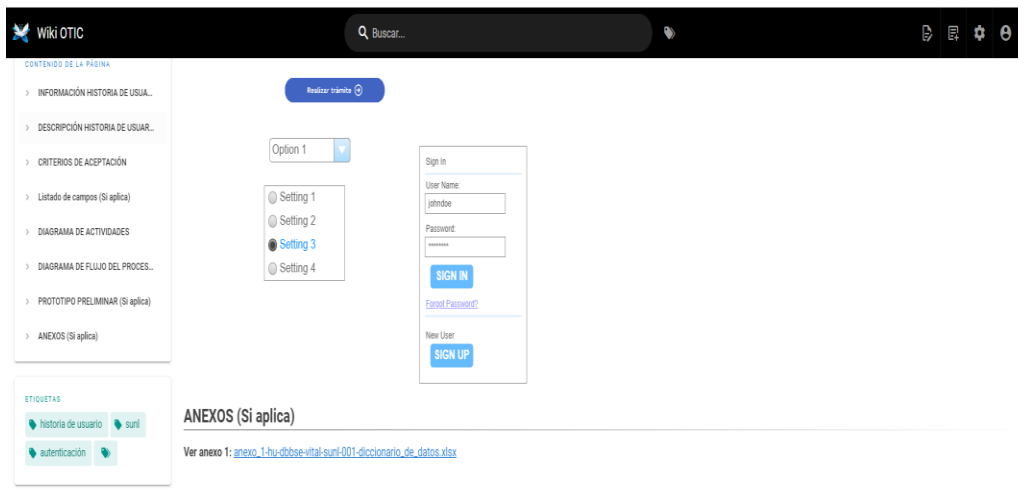 Wiki OTIC
Buscar...
CONTENIDO DE LA PÁGINA
INFORMACIÓN HISTORIA DE USUA...
DESCRIPCIÓN HISTORIA DE USUAR...
CRITERIOS DE ACEPTACIÓN
Listado de campos (Si aplica)
DIAGRAMA DE ACTIVIDADES
DIAGRAMA DE FLUJO DEL PROCES...
PROTOTIPO PRELIMINAR (Si aplica)
ANEXOS (Si aplica)
ETIQUETAS
historia de usuario
sunl
autenticación
Realizar trámite
Option 1
Setting 1
Setting 2
Setting 3
Setting 4
Sign In
User Name:
johndoe
Password:
********
SIGN IN
Forgot Password?
New User
SIGN UP
ANEXOS (Si aplica)
Ver anexo 1: anexo_1-hu-dbbse-vital-sunl-001-diccionario_de_datos.xlsx